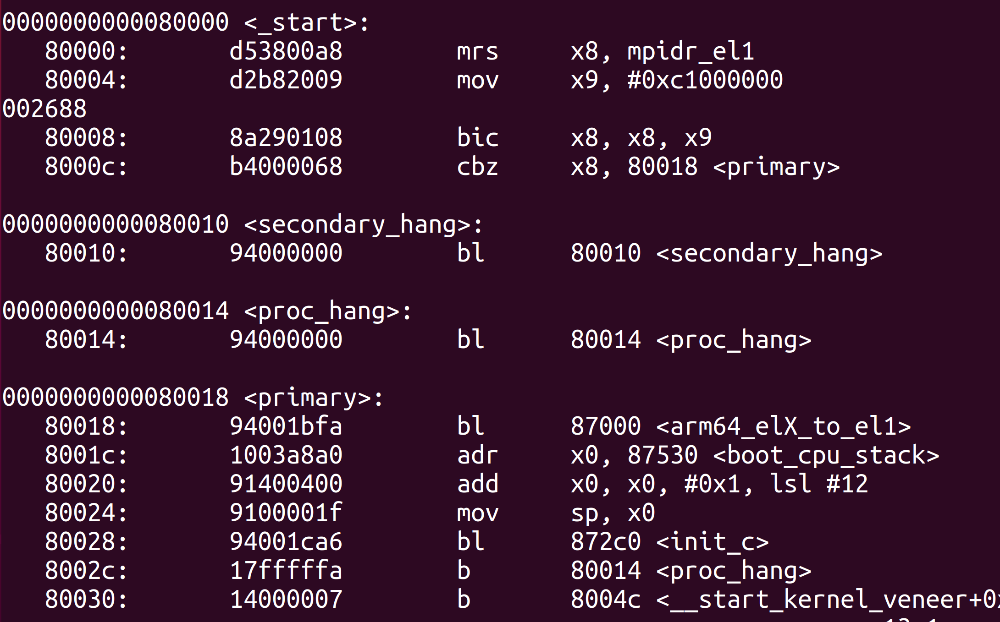 0000000000080000 <_start>:
80000: d53800a8 mrs x8, mpidr_el1
80004: d2b82009 mov x9, #0xc1000000
002688
80008: 8a290108 bic x8, x8, x9
8000c: b4000068 cbz x8, 80018 <primary>
0000000000080010 <secondary_hang>:
80010: 94000000 bl 80010 <secondary_hang>
0000000000080014 <proc_hang>:
80014: 94000000 bl 80014 <proc_hang>
0000000000080018 <primary>:
80018: 94001bfa bl 87000 <arm64_elX_to_el1>
8001c: 1003a8a0 adr x0, 87530 <boot_cpu_stack>
80020: 91400400 add x0, x0, #0x1, lsl #12
80024: 9100001f mov sp, x0
80028: 94001ca6 bl 872c0 <init_c>
8002c: 17fffffa b 80014 <proc_hang>
80030: 14000007 b 8004c <__start_kernel_veneer+0x